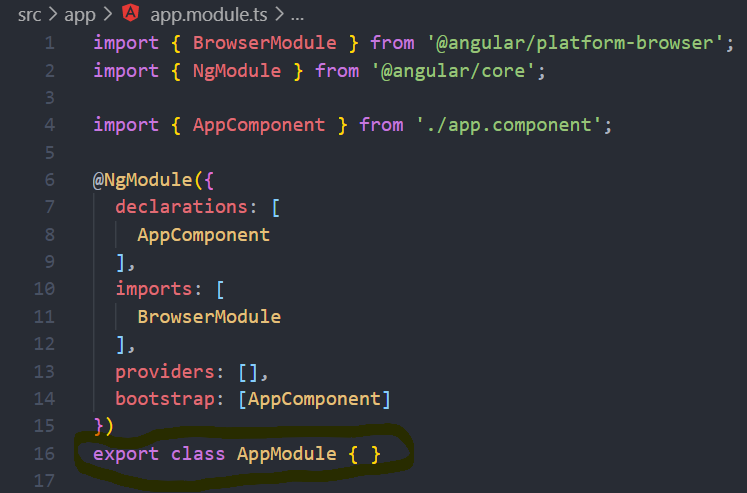 src > app > app.module.ts > ...
1 import { BrowserModule } from '@angular/platform-browser';
2 import { NgModule } from '@angular/core';
3
4 import { AppComponent } from './app.component';
5
6 @NgModule({
7   declarations: [
8     AppComponent
9   ],
10   imports: [
11     BrowserModule
12   ],
13   providers: [],
14   bootstrap: [AppComponent]
15 })
16 export class AppModule { }
17